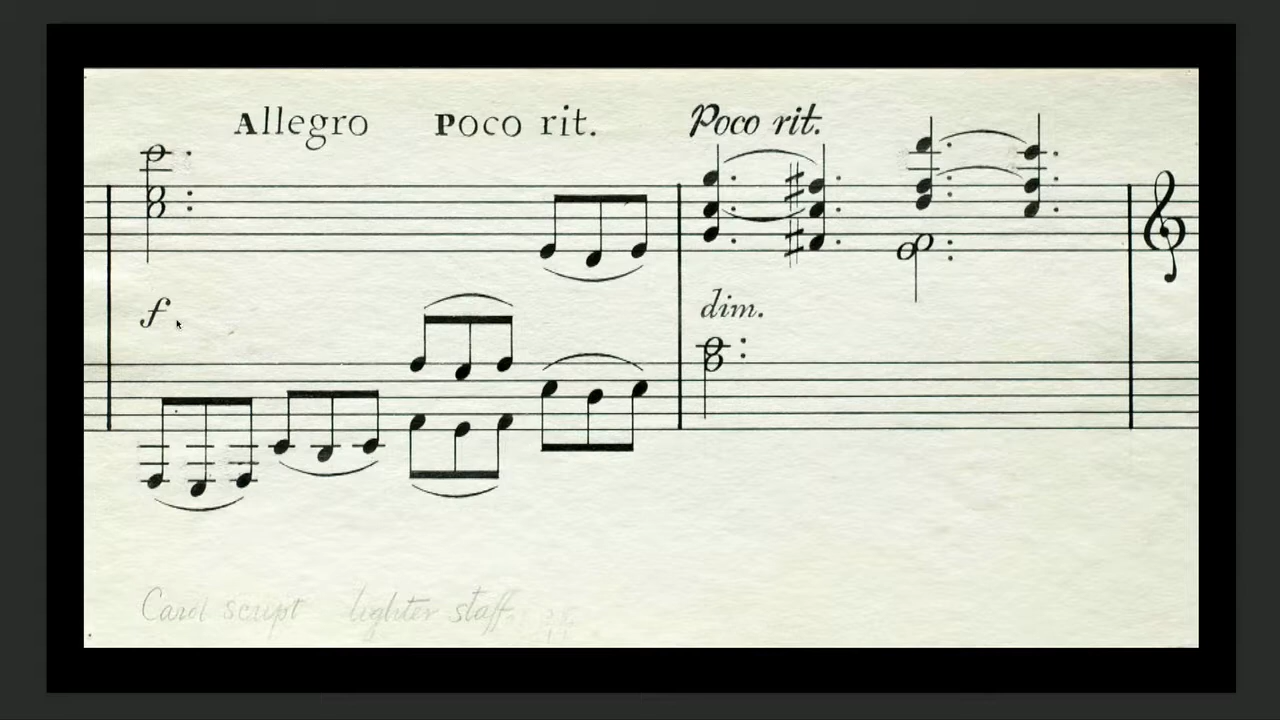 Allegro Poco rit. Poco rit.
f
dim.
Carol script lighter staff